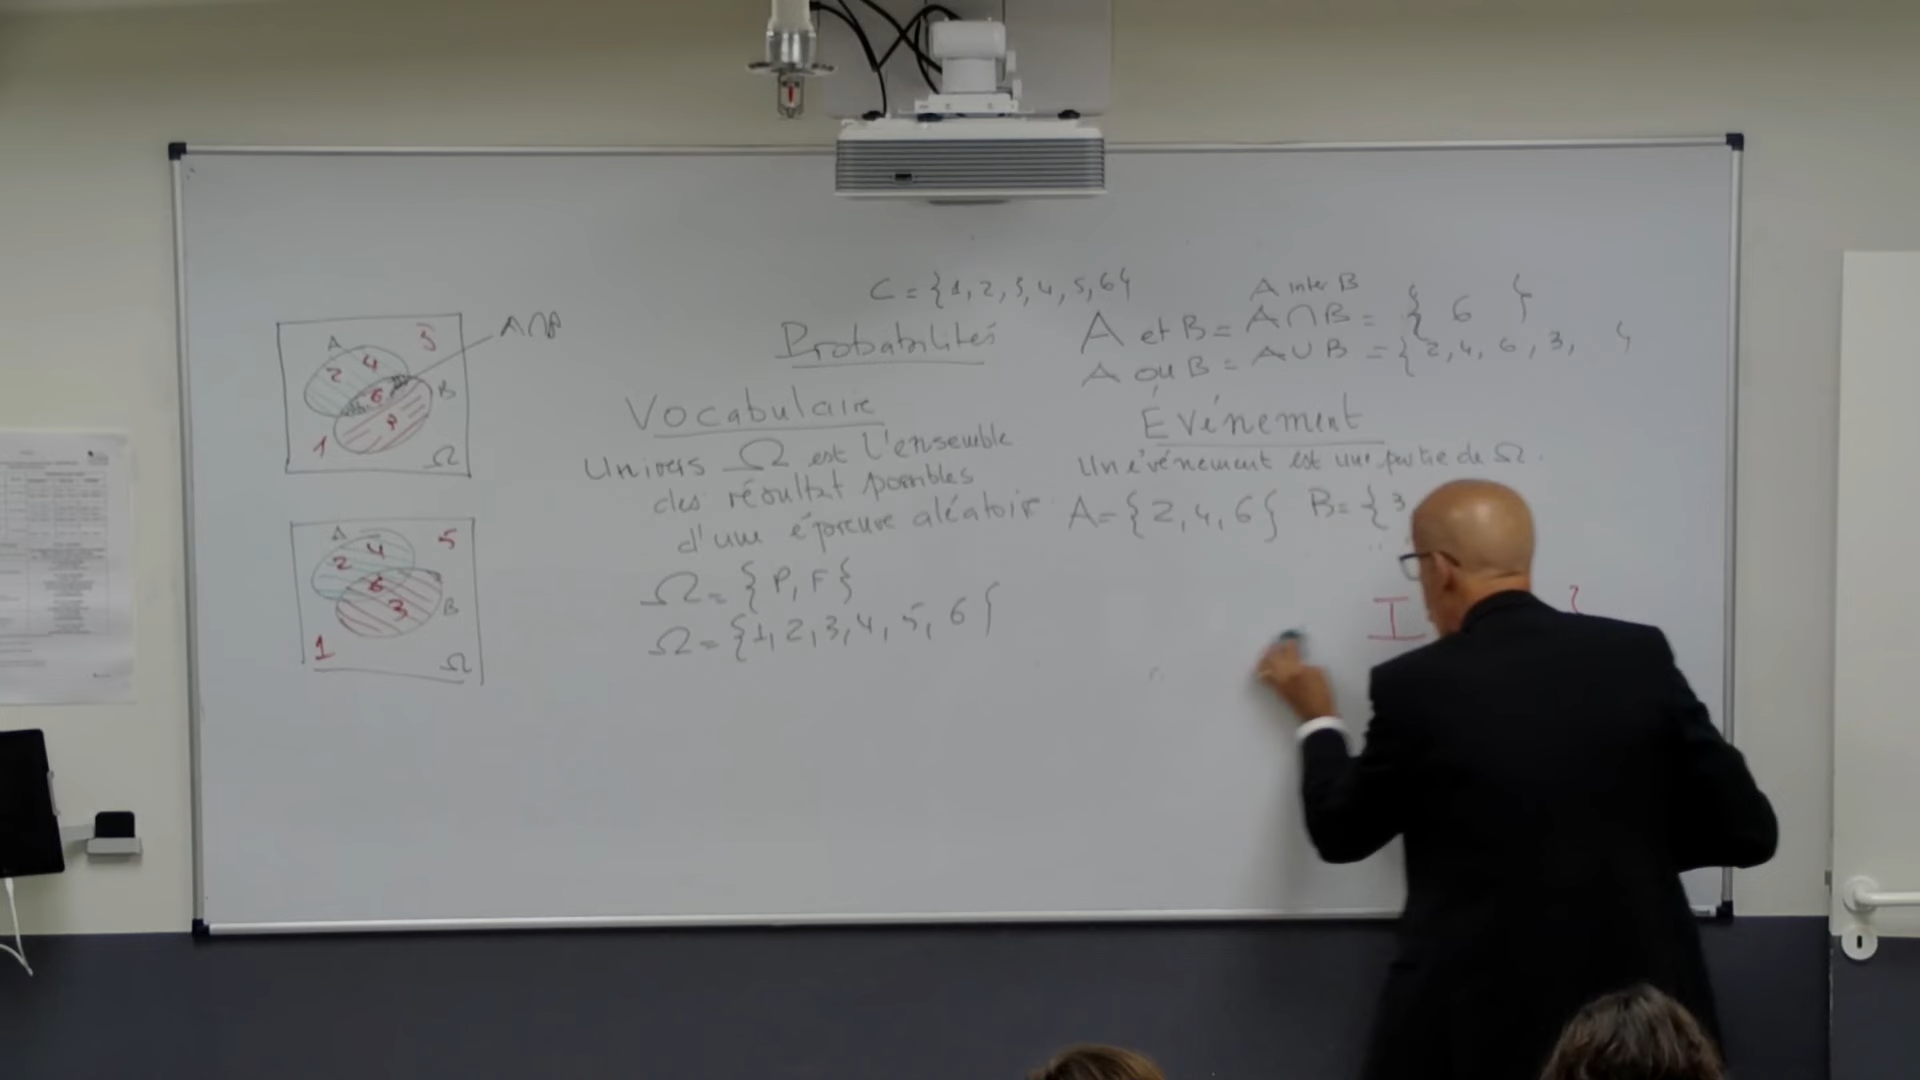 A
4
5
2
6
B
1
Ω
A∩B
A
4
5
2
6
3
B
1
Ω
C = {1, 2, 3, 4, 5, 6}
Probabilités
Vocabulaire
Univers Ω est l'ensemble
des résultat possibles
d'une épreuve aléatoir
Ω = {P, F}
Ω = {1, 2, 3, 4, 5, 6}
A inter B
A et B = A∩B = { 6 }
A ou B = A∪B = {2, 4, 6, 3, }
Événement
Un événement est une partie de Ω.
A = {2, 4, 6} B = {3
I